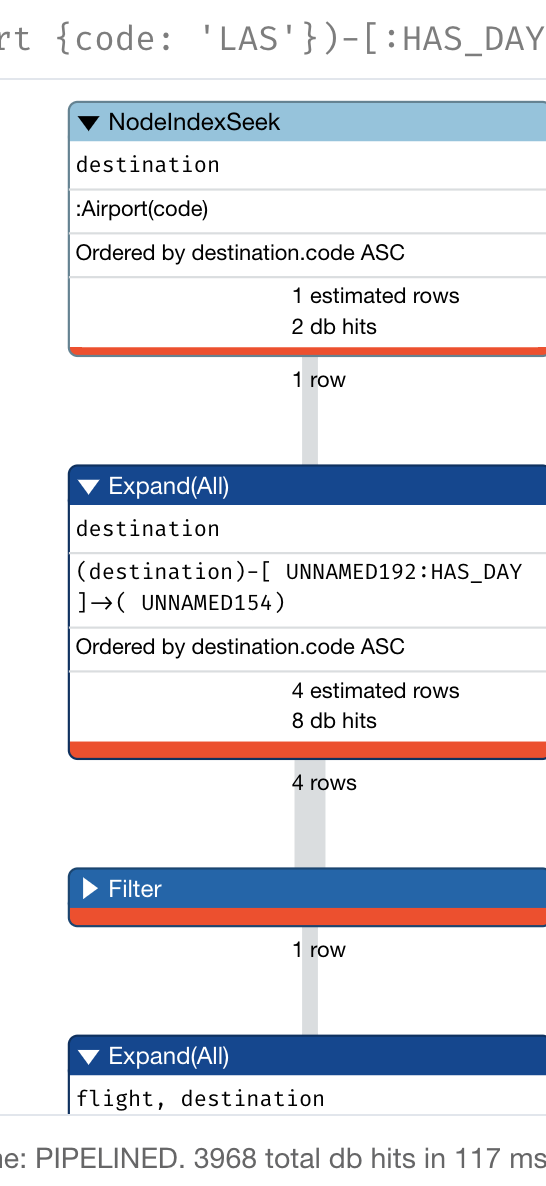 rt {code: 'LAS'})-[:HAS_DAY
NodeIndexSeek
destination
:Airport(code)
Ordered by destination.code ASC
1 estimated rows
2 db hits
1 row
Expand(All)
destination
(destination)-[ UNNAMED192:HAS_DAY
]→( UNNAMED154)
Ordered by destination.code ASC
4 estimated rows
8 db hits
4 rows
Filter
1 row
Expand(All)
flight, destination
ne: PIPELINED. 3968 total db hits in 117 ms